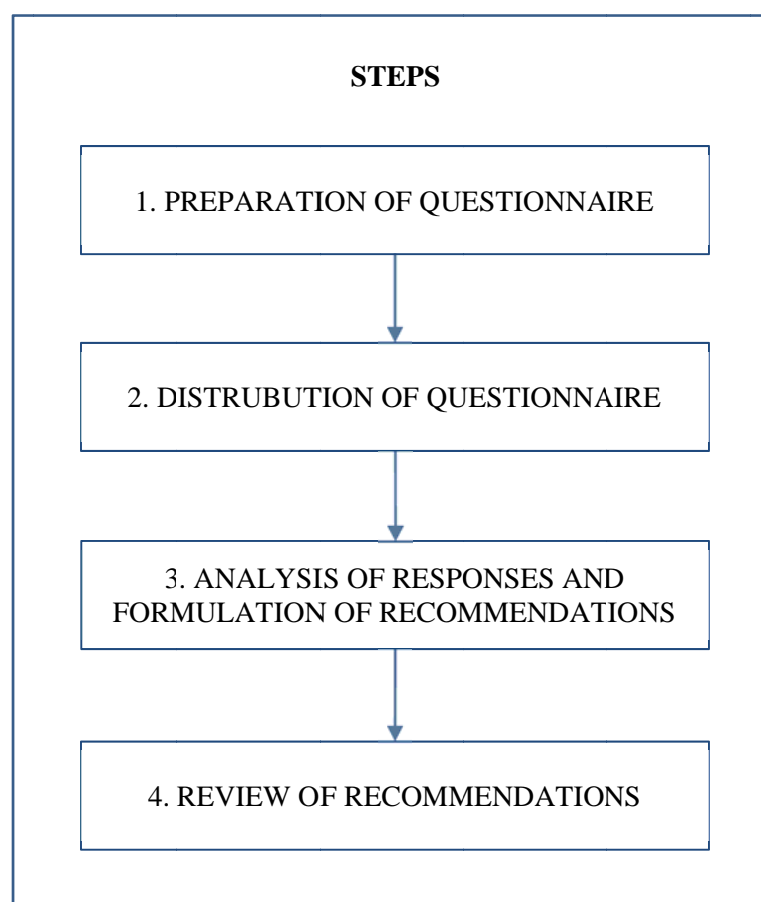 STEPS
1. PREPARATION OF QUESTIONNAIRE
2. DISTRUBUTION OF QUESTIONNAIRE
3. ANALYSIS OF RESPONSES AND
FORMULATION OF RECOMMENDATIONS
4. REVIEW OF RECOMMENDATIONS